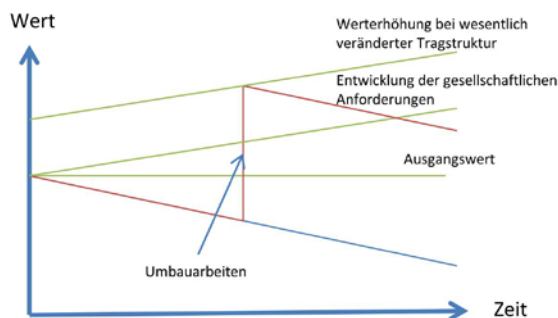 Wert
Werterhöhung bei wesentlich
veränderter Tragstruktur
Entwicklung der gesellschaftlichen
Anforderungen
Ausgangswert
Umbauarbeiten
Zeit